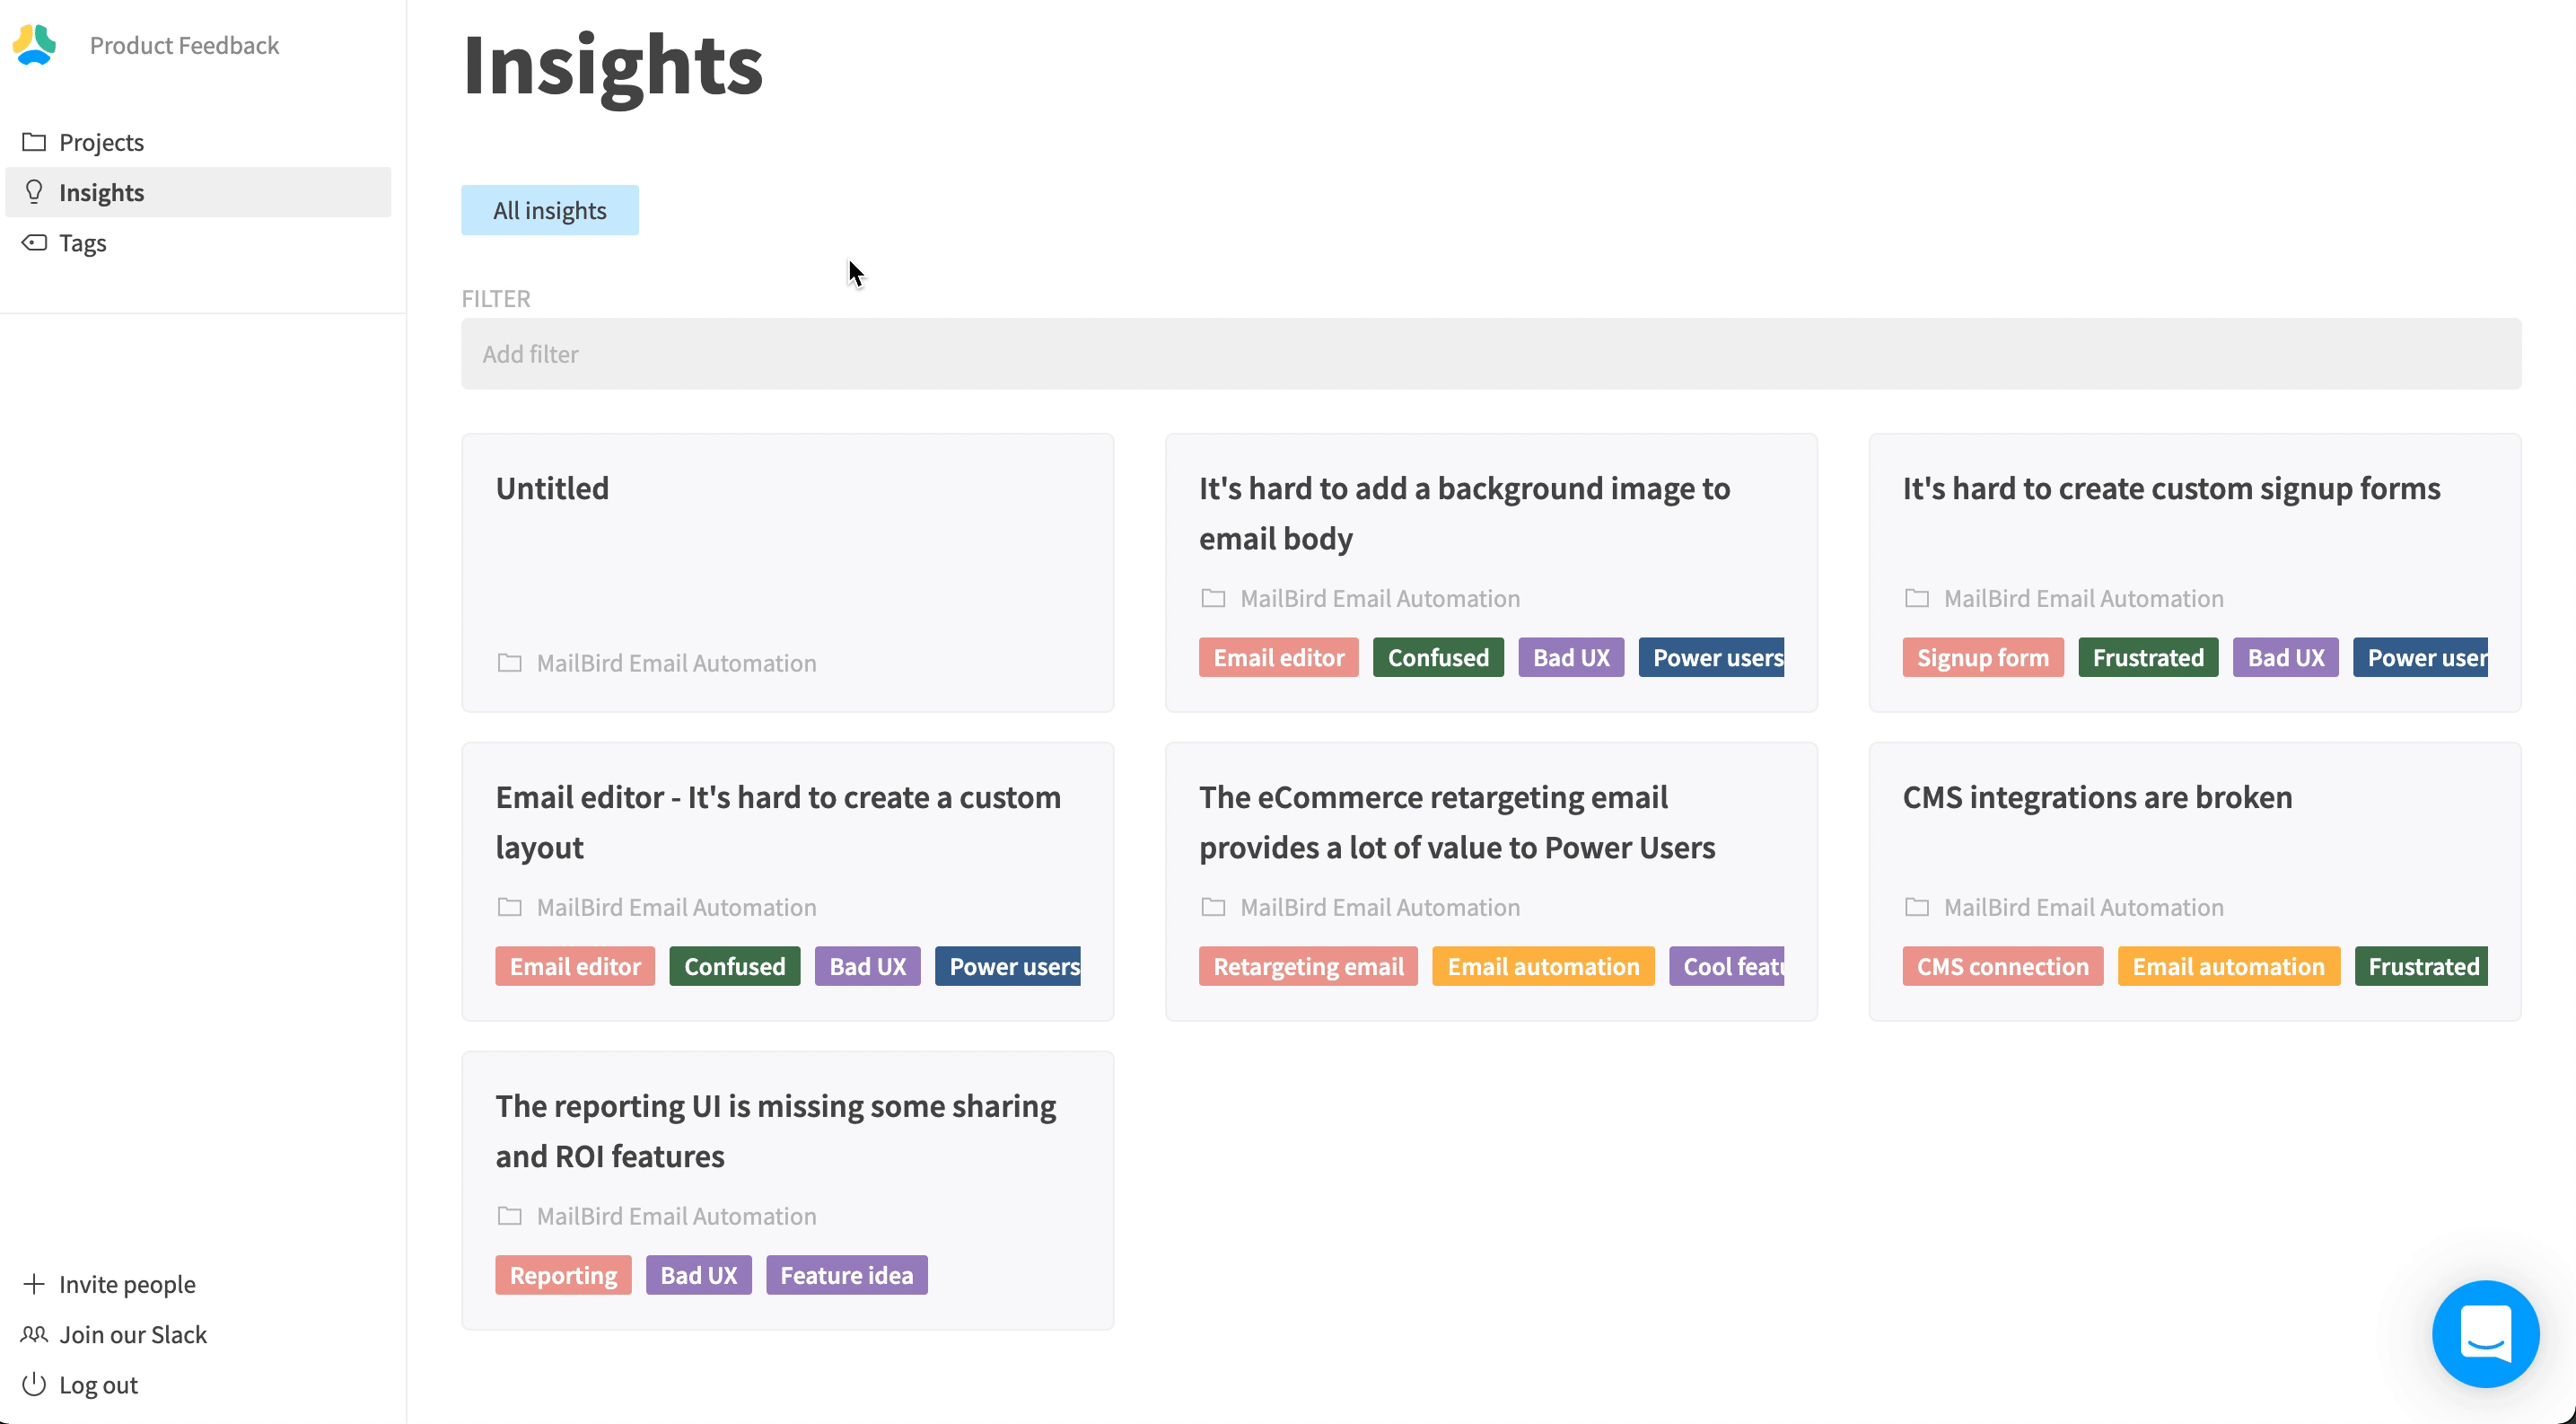 Product Feedback
Projects
Insights
Tags
Invite people
Join our Slack
Log out
Insights
All insights
FILTER
Add filter
Untitled
MailBird Email Automation
It's hard to add a background image to
email body
MailBird Email Automation
Email editor Confused Bad UX Power users
It's hard to create custom signup forms
MailBird Email Automation
Signup form Frustrated Bad UX Power user
Email editor - It's hard to create a custom
layout
MailBird Email Automation
Email editor Confused Bad UX Power users
The eCommerce retargeting email
provides a lot of value to Power Users
MailBird Email Automation
Retargeting email Email automation Cool featu
CMS integrations are broken
MailBird Email Automation
CMS connection Email automation Frustrated
The reporting UI is missing some sharing
and ROI features
MailBird Email Automation
Reporting Bad UX Feature idea